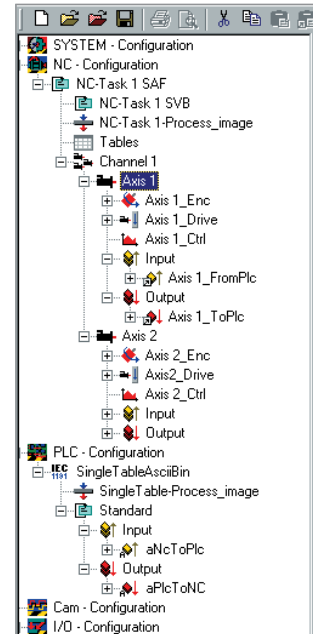 SYSTEM - Configuration
NC - Configuration
NC-Task 1 SAF
NC-Task 1 SVB
NC-Task 1-Process_image
Tables
Channel 1
Axis 1
Axis 1_Enc
Axis 1_Drive
Axis 1_Ctrl
Input
Axis 1_FromPlc
Output
Axis 1_ToPlc
Axis 2
Axis 2_Enc
Axis2_Drive
Axis 2_Ctrl
Input
Output
PLC - Configuration
IEC 1131 SingleTableAsciiBin
SingleTable-Process_image
Standard
Input
aNcToPlc
Output
aPlcToNC
Cam - Configuration
I/O - Configuration